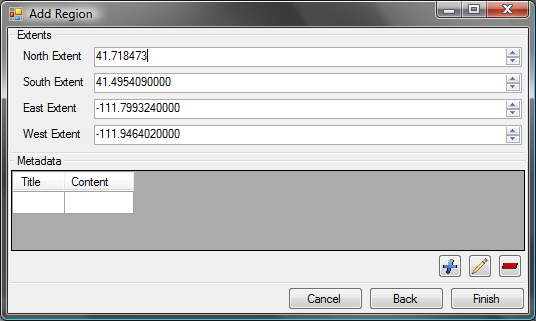 Add Region
Extents
North Extent 41.718473
South Extent 41.4954090000
East Extent -111.7993240000
West Extent -111.9464020000
Metadata
Title Content
Cancel Back Finish